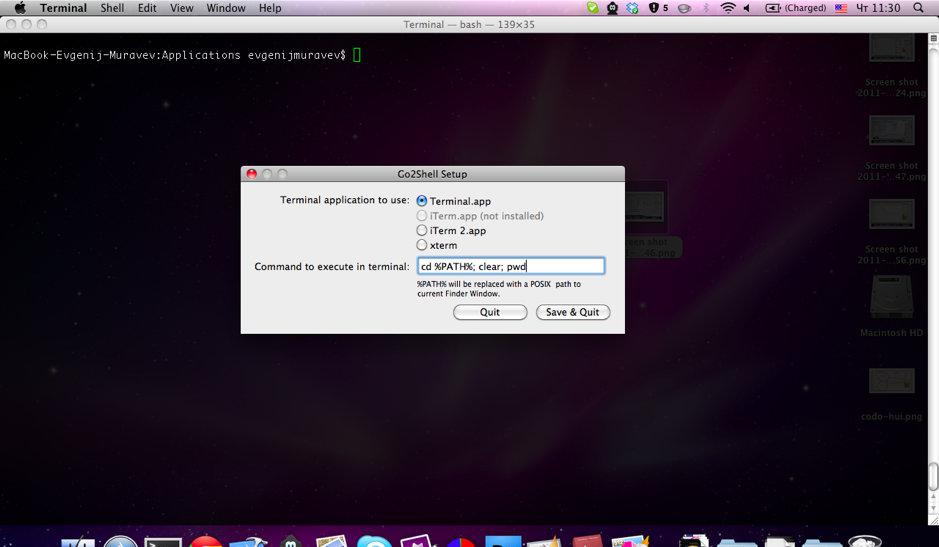 Terminal Shell Edit View Window Help 5 (Charged) Чт 11:30
Terminal — bash — 139×35
MacBook-Evgenij-Muravev:Applications evgenijmuravev$
Screen shot
2011-...24.png
Screen shot
2011-...47.png
Go2Shell Setup
Terminal application to use: Terminal.app
iTerm.app (not installed)
iTerm 2.app
xterm
Command to execute in terminal: cd %PATH%; clear; pwd
%PATH% will be replaced with a POSIX path to
current Finder Window.
Quit Save & Quit
shot
...46.png
Screen shot
2011-...56.png
Macintosh HD
codo-hui.png